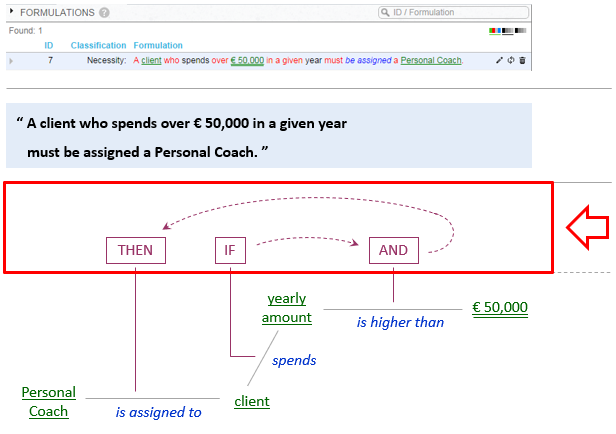 FORMULATIONS ?
ID / Formulation
Found: 1
ID Classification Formulation
7 Necessity: A client who spends over € 50,000 in a given year must be assigned a Personal Coach.
“ A client who spends over € 50,000 in a given year
must be assigned a Personal Coach. ”
THEN IF AND
yearly
amount
is higher than
€ 50,000
spends
Personal
Coach
is assigned to
client